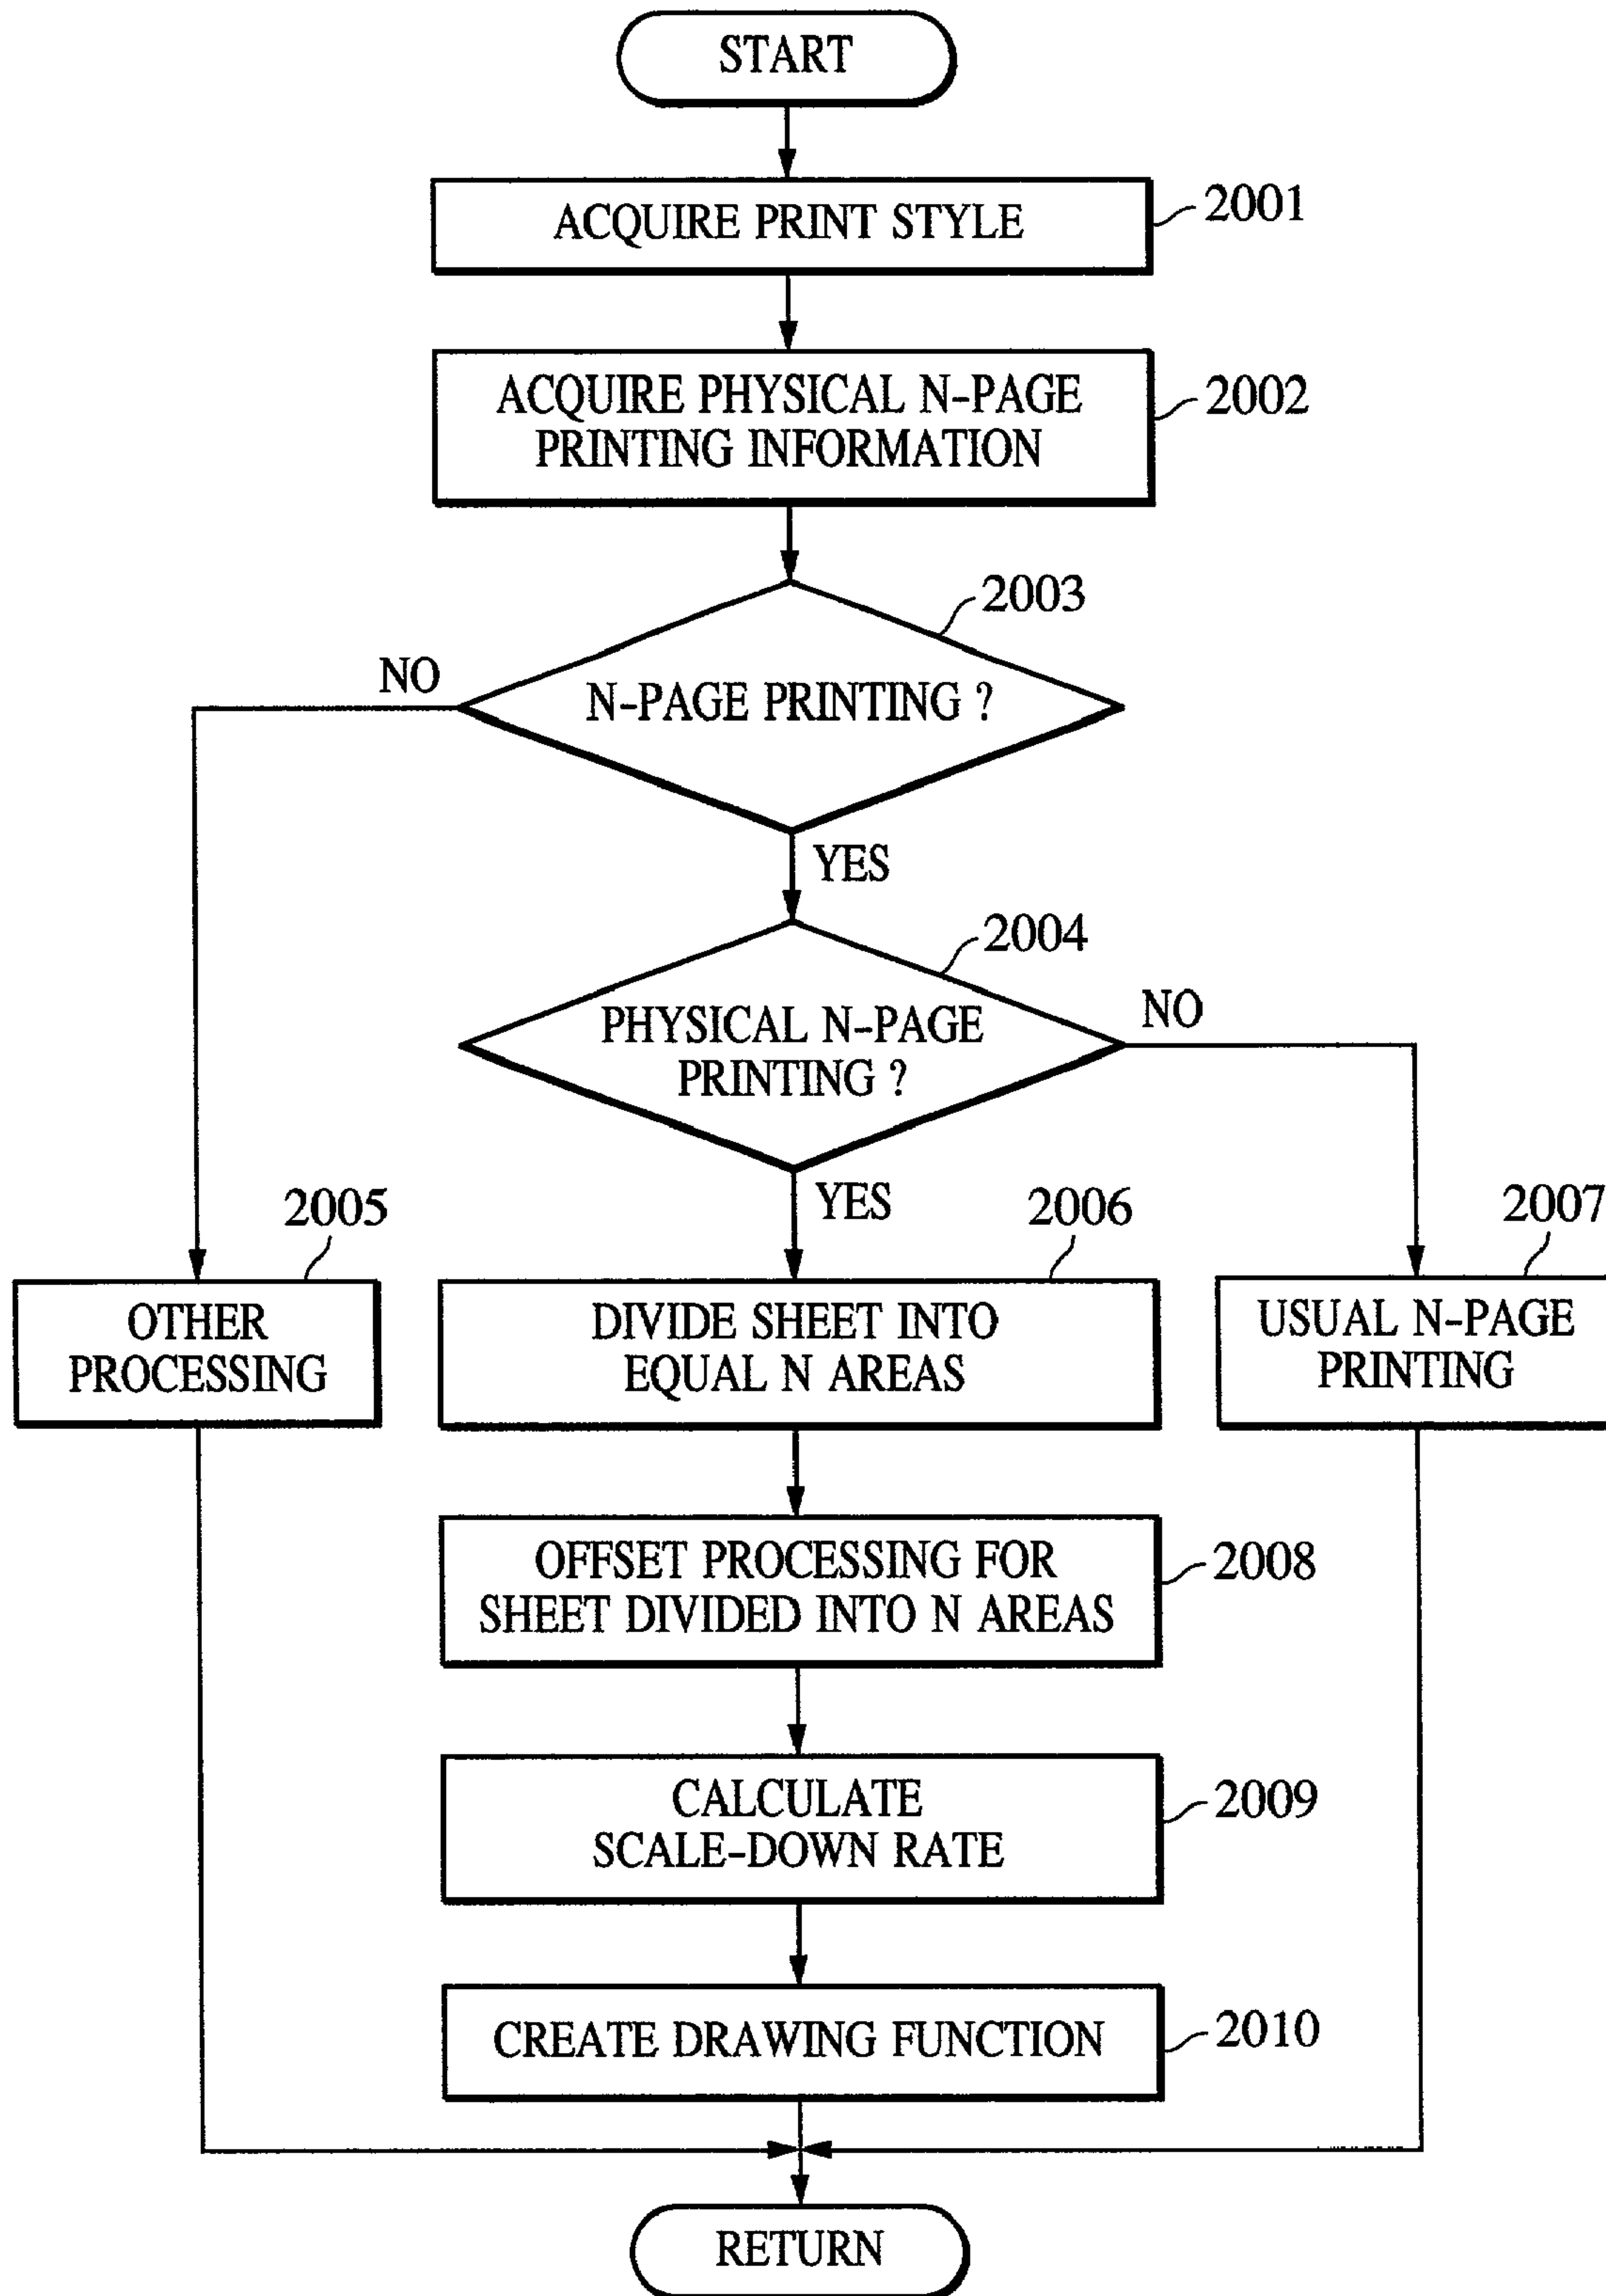 START
ACQUIRE PRINT STYLE
2001
ACQUIRE PHYSICAL N-PAGE
PRINTING INFORMATION
2002
2003
N-PAGE PRINTING ?
NO
YES
2004
PHYSICAL N-PAGE
PRINTING ?
NO
YES
2005
OTHER
PROCESSING
2006
DIVIDE SHEET INTO
EQUAL N AREAS
2007
USUAL N-PAGE
PRINTING
OFFSET PROCESSING FOR
SHEET DIVIDED INTO N AREAS
2008
CALCULATE
SCALE-DOWN RATE
2009
CREATE DRAWING FUNCTION
2010
RETURN